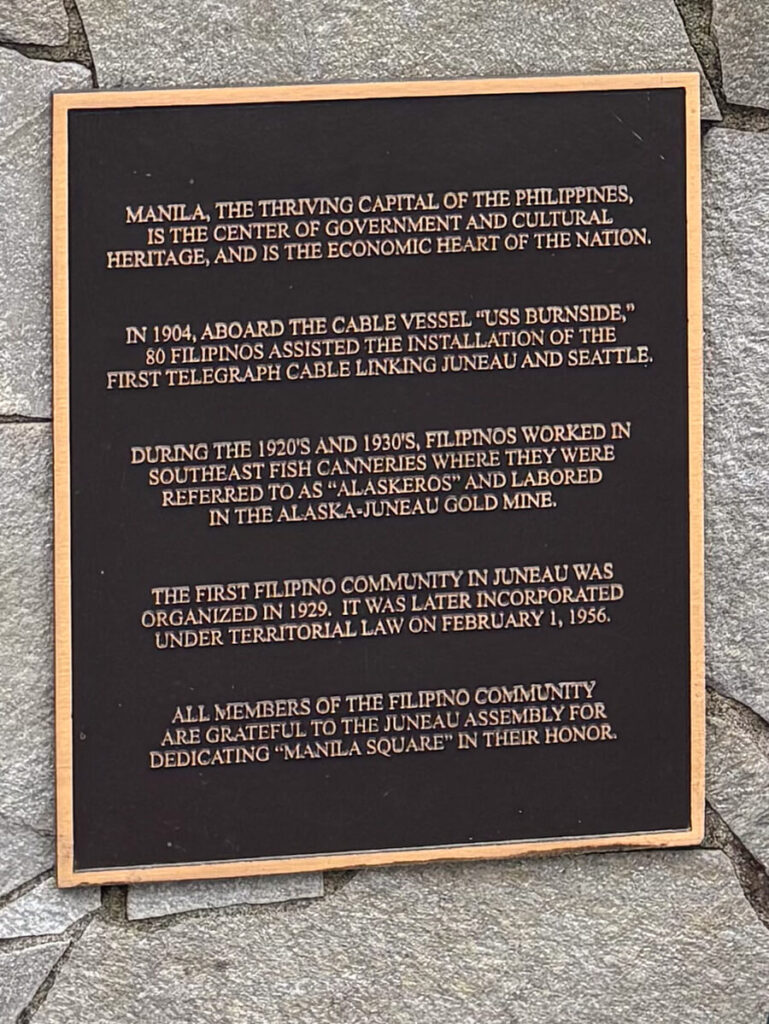 MANILA, THE THRIVING CAPITAL OF THE PHILIPPINES,
IS THE CENTER OF GOVERNMENT AND CULTURAL
HERITAGE, AND IS THE ECONOMIC HEART OF THE NATION.
IN 1904, ABOARD THE CABLE VESSEL “USS BURNSIDE,”
80 FILIPINOS ASSISTED THE INSTALLATION OF THE
FIRST TELEGRAPH CABLE LINKING JUNEAU AND SEATTLE.
DURING THE 1920'S AND 1930'S, FILIPINOS WORKED IN
SOUTHEAST FISH CANNERIES WHERE THEY WERE
REFERRED TO AS “ALASKEROS” AND LABORED
IN THE ALASKA-JUNEAU GOLD MINE.
THE FIRST FILIPINO COMMUNITY IN JUNEAU WAS
ORGANIZED IN 1929. IT WAS LATER INCORPORATED
UNDER TERRITORIAL LAW ON FEBRUARY 1, 1956.
ALL MEMBERS OF THE FILIPINO COMMUNITY
ARE GRATEFUL TO THE JUNEAU ASSEMBLY FOR
DEDICATING “MANILA SQUARE” IN THEIR HONOR.